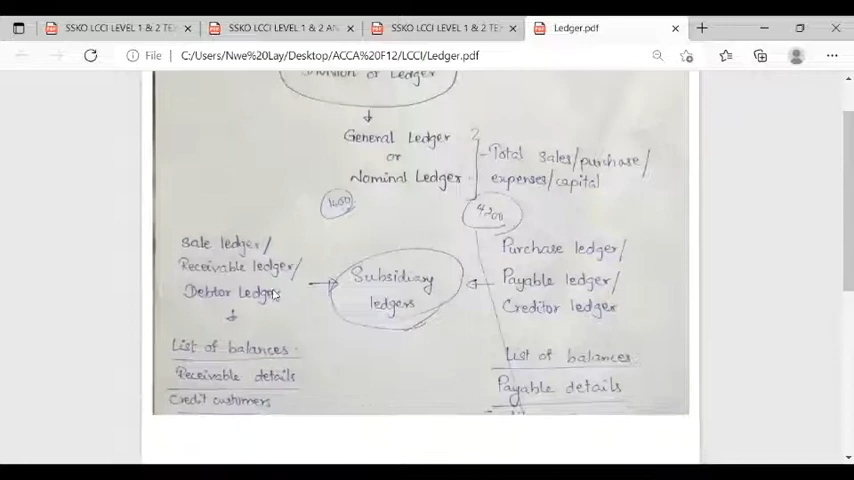 SSKO LCCI LEVEL 1 & 2 TE
SSKO LCCI LEVEL 1 & 2 A
SSKO LCCI LEVEL 1 & 2 T
Ledger.pdf
File
C:/Users/Nwe%20Lay/Desktop/ACCA%20F12/LCCI/Ledger.pdf
Division of Ledger
General Ledger
or
Nominal Ledger
Total sales/purchase/
expenses/capital
Sale ledger/
Receivable ledger/
Debtor Ledger
Subsidiary
ledgers
Purchase ledger/
Payable ledger/
Creditor ledger
List of balances
Receivable details
Credit customers
List of balances
Payable details